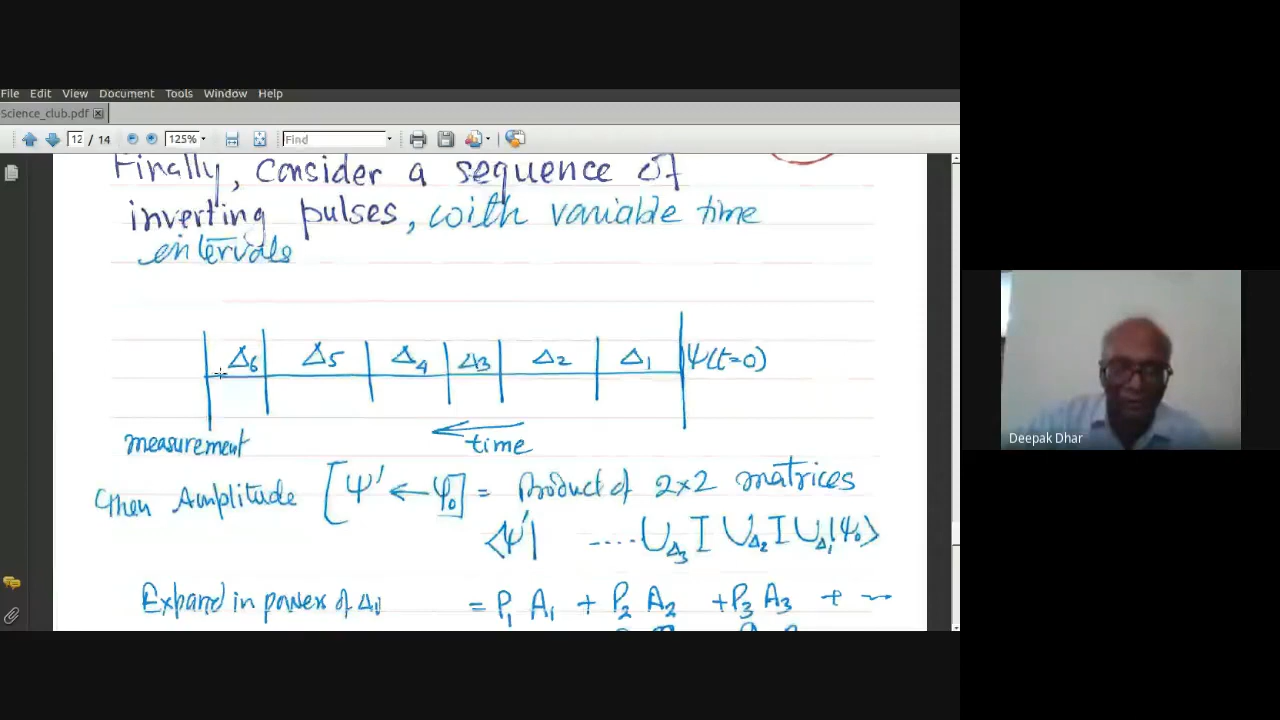 File Edit View Document Tools Window Help
Science_club.pdf
12 / 14 125% Find
Finally, consider a sequence of
inverting pulses, with variable time
intervals
Δ6 Δ5 Δ4 Δ3 Δ2 Δ1 Ψ(t=0)
measurement
time
then Amplitude [Ψ' ← φ0] = Product of 2×2 matrices
⟨Ψ'| ..... UΔ3 I UΔ2 I UΔ1 |Ψ0⟩
Expand in power of Δi = P1 A1 + P2 A2 + P3 A3 + ~
Deepak Dhar